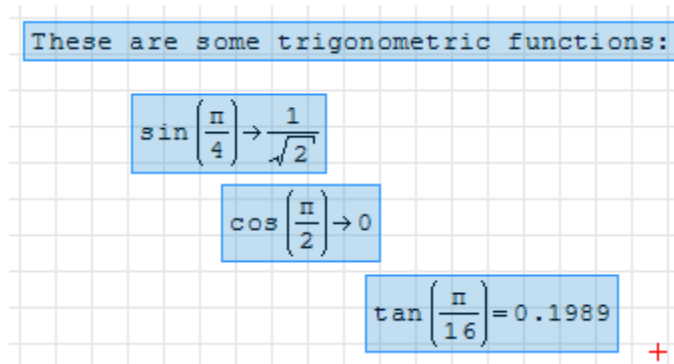 These are some trigonometric functions:
sin(π/4)→1/√2
cos(π/2)→0
tan(π/16)=0.1989